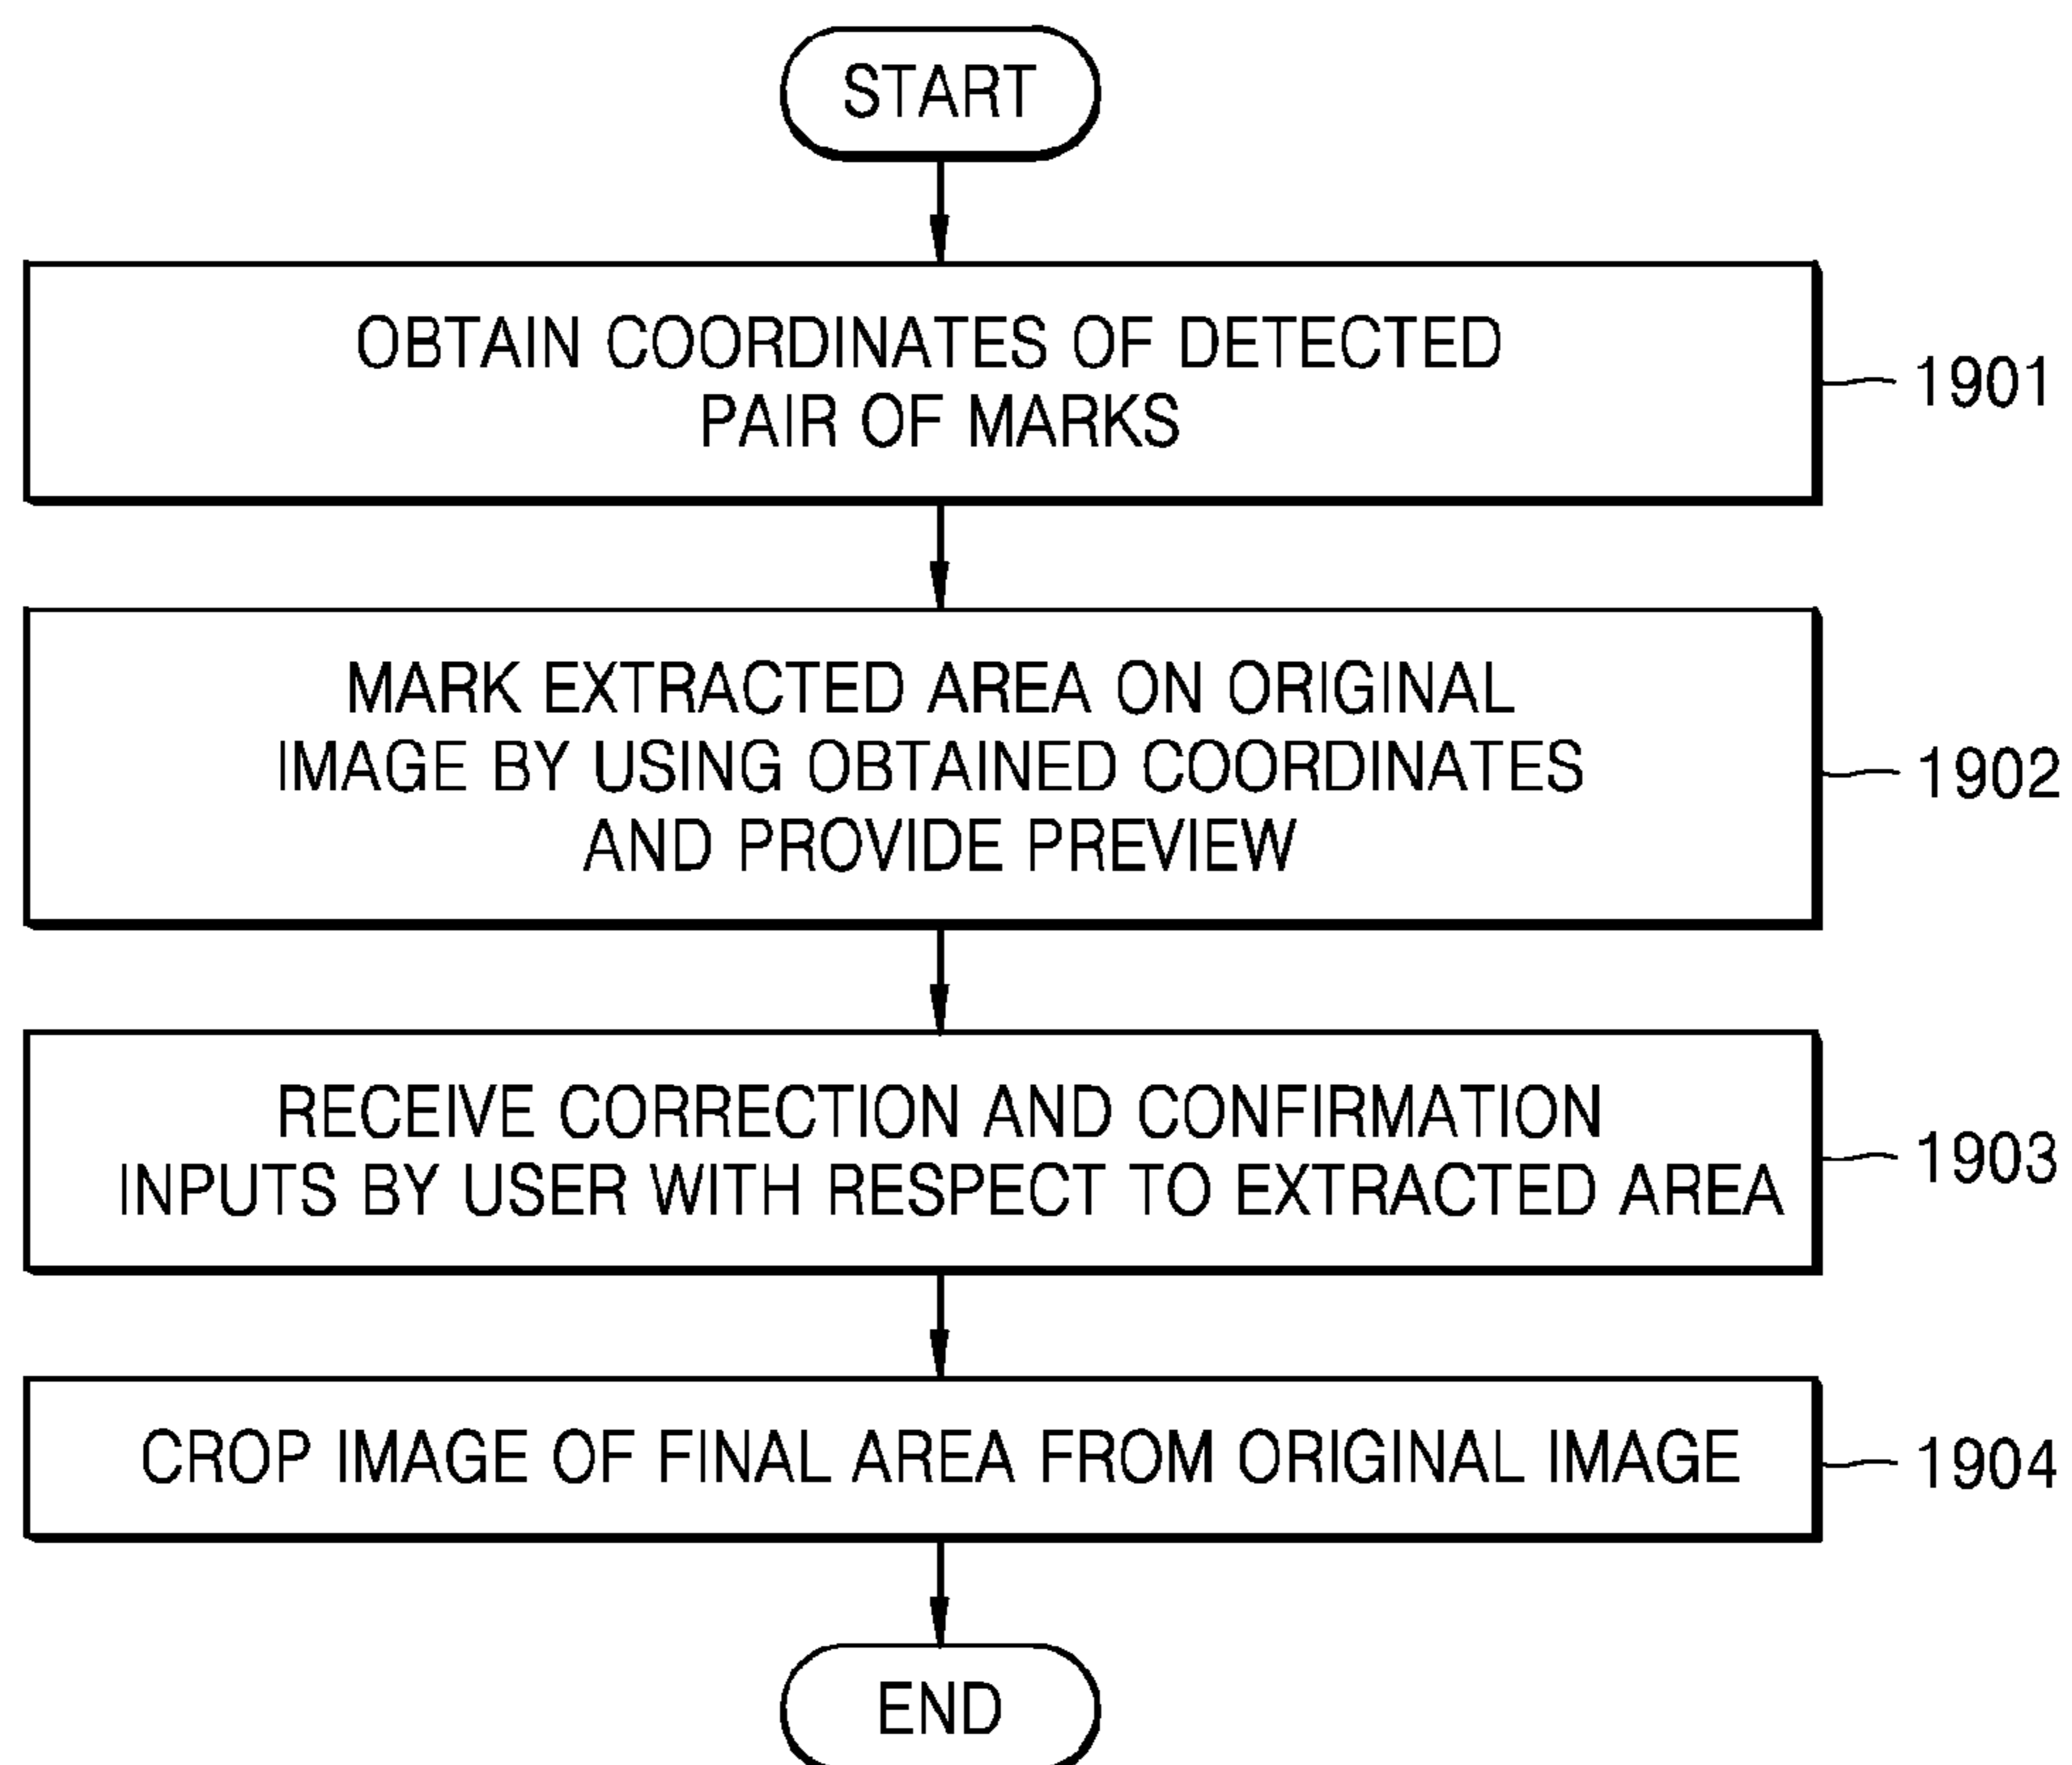 START
OBTAIN COORDINATES OF DETECTED
PAIR OF MARKS
1901
MARK EXTRACTED AREA ON ORIGINAL
IMAGE BY USING OBTAINED COORDINATES
AND PROVIDE PREVIEW
1902
RECEIVE CORRECTION AND CONFIRMATION
INPUTS BY USER WITH RESPECT TO EXTRACTED AREA
1903
CROP IMAGE OF FINAL AREA FROM ORIGINAL IMAGE
1904
END